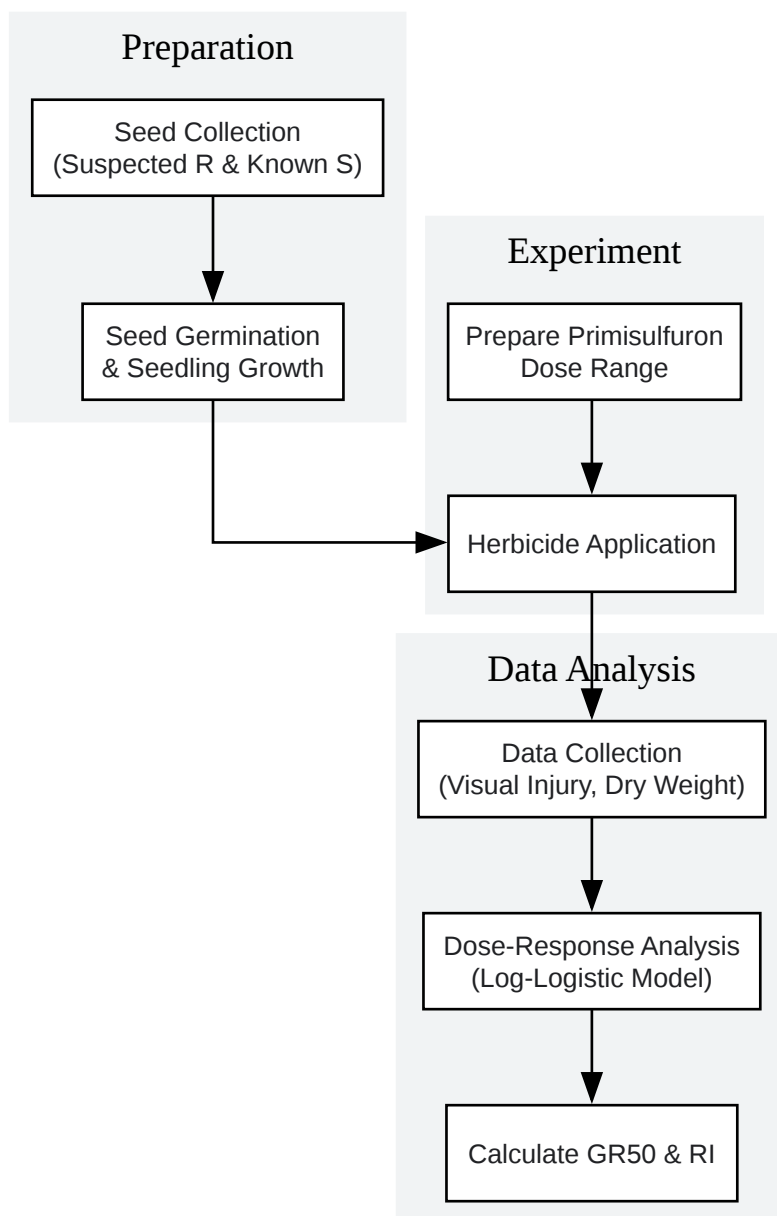 Preparation
Seed Collection
(Suspected R & Known S)
Seed Germination
& Seedling Growth
Experiment
Prepare Primisulfuron
Dose Range
Herbicide Application
Data Analysis
Data Collection
(Visual Injury, Dry Weight)
Dose-Response Analysis
(Log-Logistic Model)
Calculate GR50 & RI